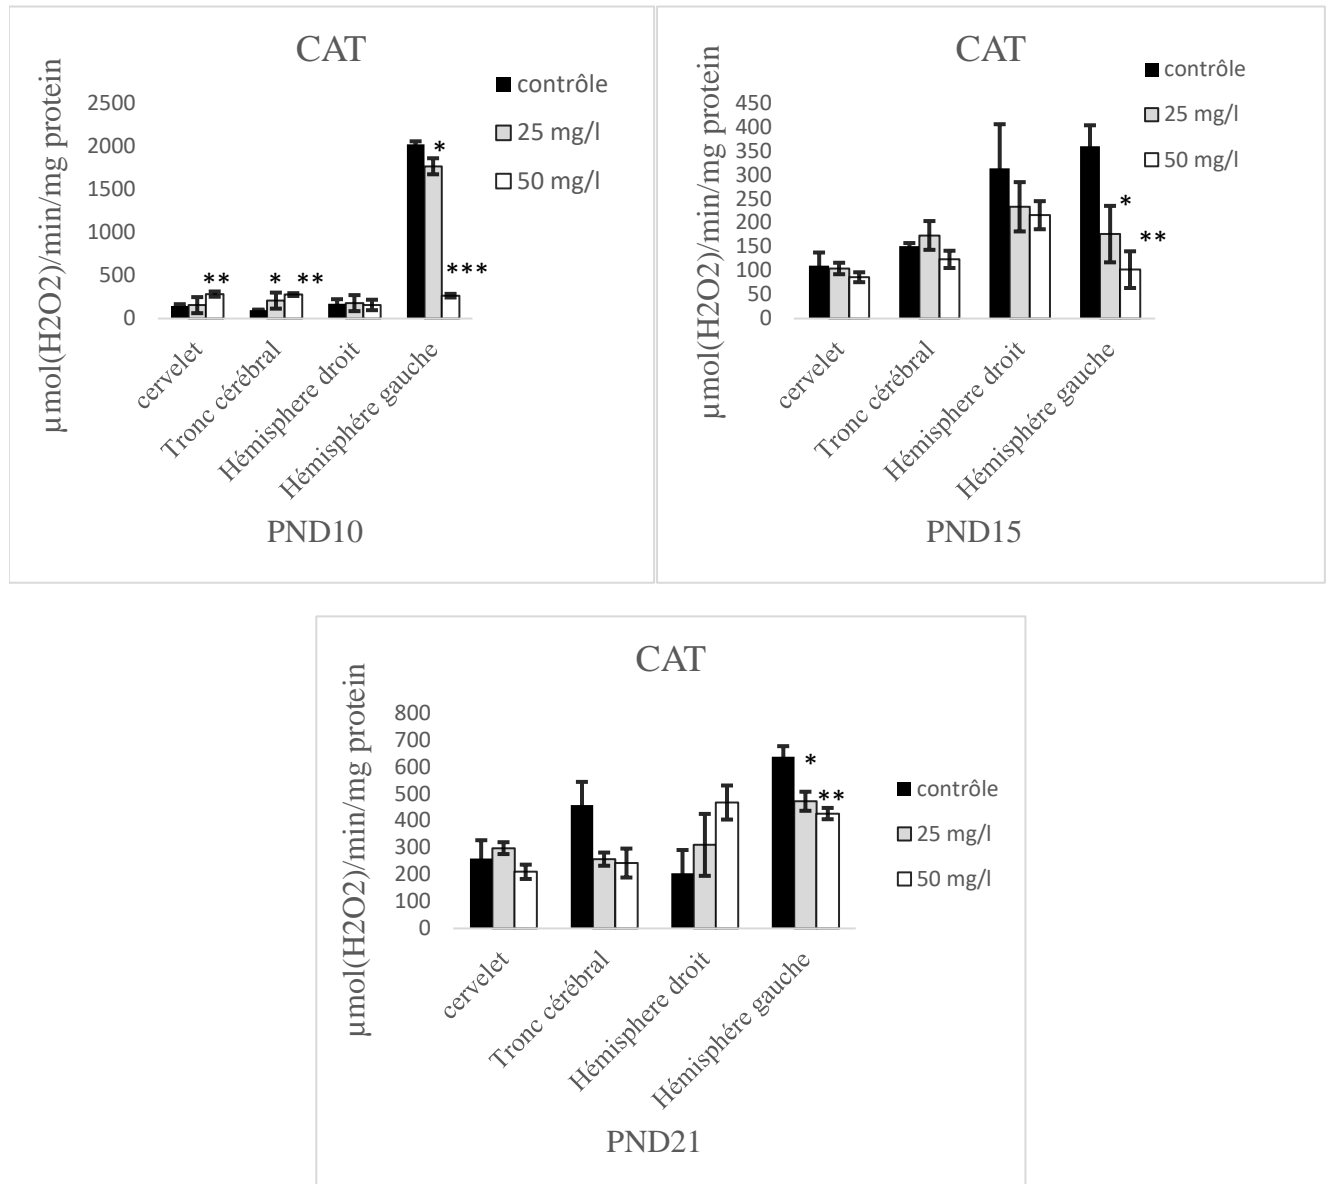 CAT
µmol(H2O2)/min/mg protein
2500
2000
1500
1000
500
0
contrôle
25 mg/l
50 mg/l
**
*
**
*
***
cervelet
Tronc cérébral
Hémisphere droit
Hémisphére gauche
PND10
CAT
µmol(H2O2)/min/mg protein
450
400
350
300
250
200
150
100
50
0
contrôle
25 mg/l
50 mg/l
*
**
cervelet
Tronc cérébral
Hémisphere droit
Hémisphére gauche
PND15
CAT
µmol(H2O2)/min/mg protein
800
700
600
500
400
300
200
100
0
*
**
contrôle
25 mg/l
50 mg/l
cervelet
Tronc cérébral
Hémisphere droit
Hémisphére gauche
PND21